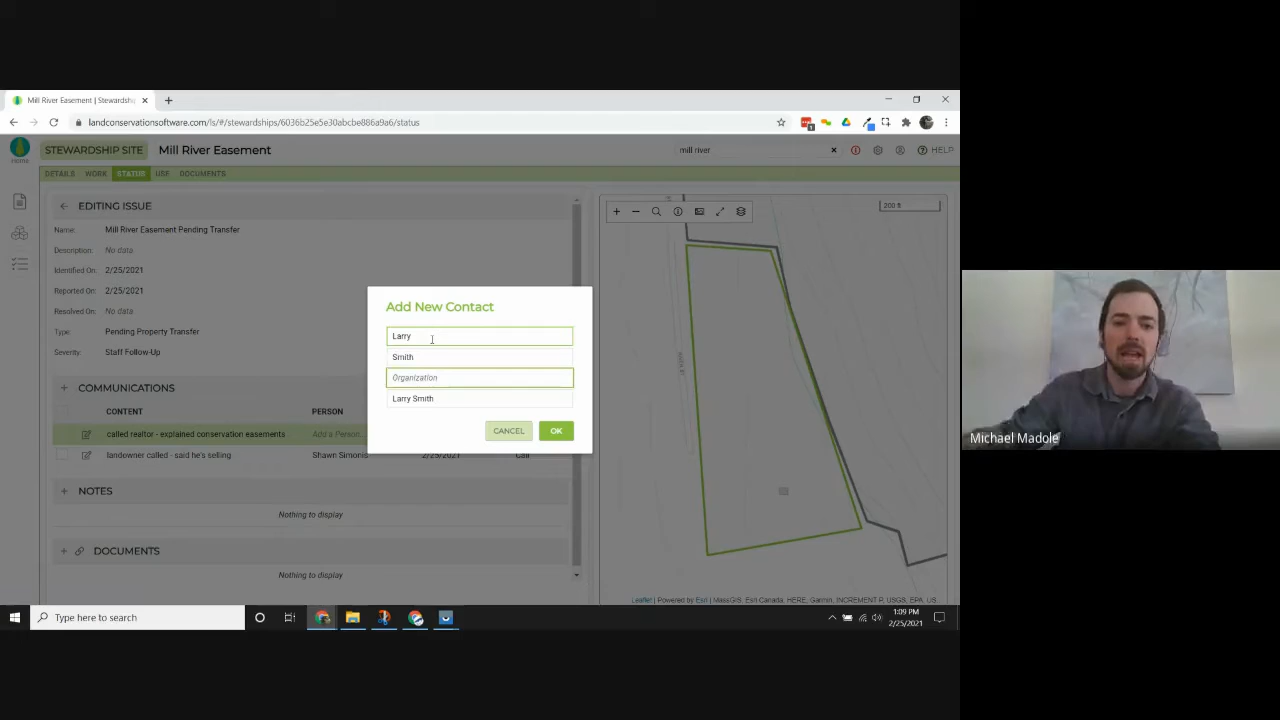 Mill River Easement | Stewardship
landconservationsoftware.com/ls/#/stewardships/6036b25e5e30abcbe886a9a6/status
Home
STEWARDSHIP SITE
Mill River Easement
mill river
HELP
DETAILS WORK STATUS USE DOCUMENTS
EDITING ISSUE
Name: Mill River Easement Pending Transfer
Description: No data
Identified On: 2/25/2021
Reported On: 2/25/2021
Resolved On: No data
Type: Pending Property Transfer
Severity: Staff Follow-Up
COMMUNICATIONS
CONTENT PERSON
called realtor - explained conservation easements Add a Person...
landowner called - said he's selling Shawn Simonis 2/25/2021 Call
NOTES
Nothing to display
DOCUMENTS
Nothing to display
Add New Contact
Larry
Smith
Organization
Larry Smith
CANCEL OK
200 ft
Leaflet | Powered by Esri | MassGIS, Esri Canada, HERE, Garmin, INCREMENT P, USGS, EPA, US...
Michael Madole
Type here to search
1:09 PM
2/25/2021